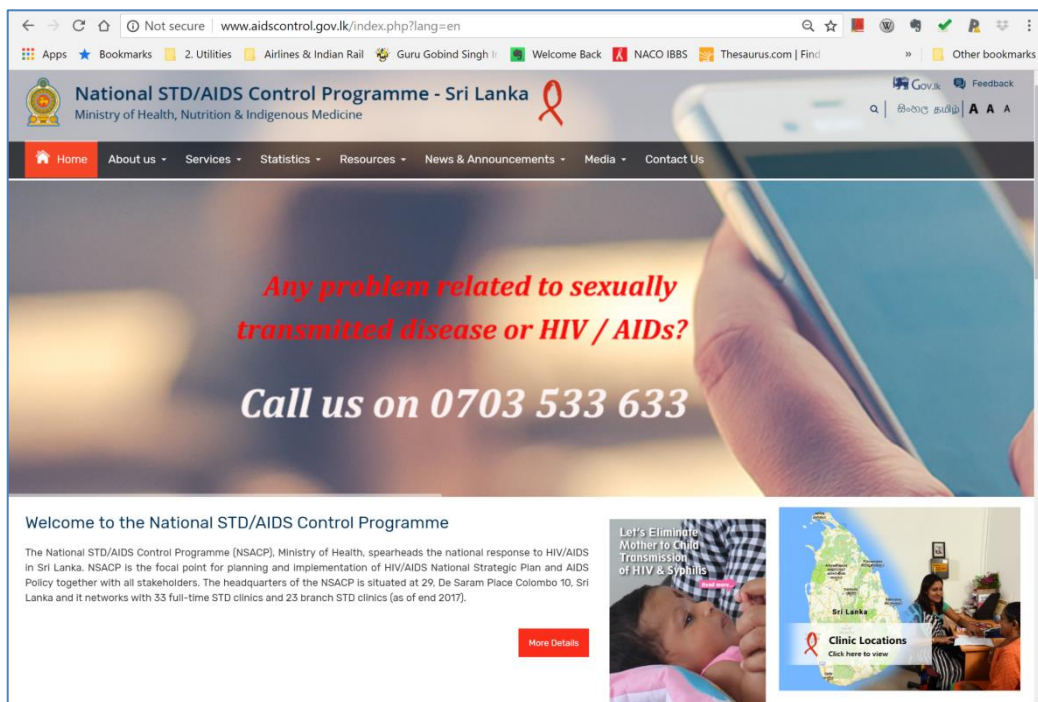 Not secure www.aidscontrol.gov.lk/index.php?lang=en
Apps Bookmarks 2. Utilities Airlines & Indian Rail Guru Gobind Singh Welcome Back NACO IBBS Thesaurus.com | Find » Other bookmarks
National STD/AIDS Control Programme - Sri Lanka
Ministry of Health, Nutrition & Indigenous Medicine
Gov.lk Feedback
සිංහල தமிழ் A A A
Home About us Services Statistics Resources News & Announcements Media Contact Us
Any problem related to sexually
transmitted disease or HIV / AIDs?
Call us on 0703 533 633
Welcome to the National STD/AIDS Control Programme
The National STD/AIDS Control Programme (NSACP), Ministry of Health, spearheads the national response to HIV/AIDS
in Sri Lanka. NSACP is the focal point for planning and implementation of HIV/AIDS National Strategic Plan and AIDS
Policy together with all stakeholders. The headquarters of the NSACP is situated at 29, De Saram Place Colombo 10, Sri
Lanka and it networks with 33 full-time STD clinics and 23 branch STD clinics (as of end 2017).
More Details
Let's Eliminate
Mother to Child
Transmission
of HIV & Syphilis
Read more...
Sri Lanka
Clinic Locations
Click here to view